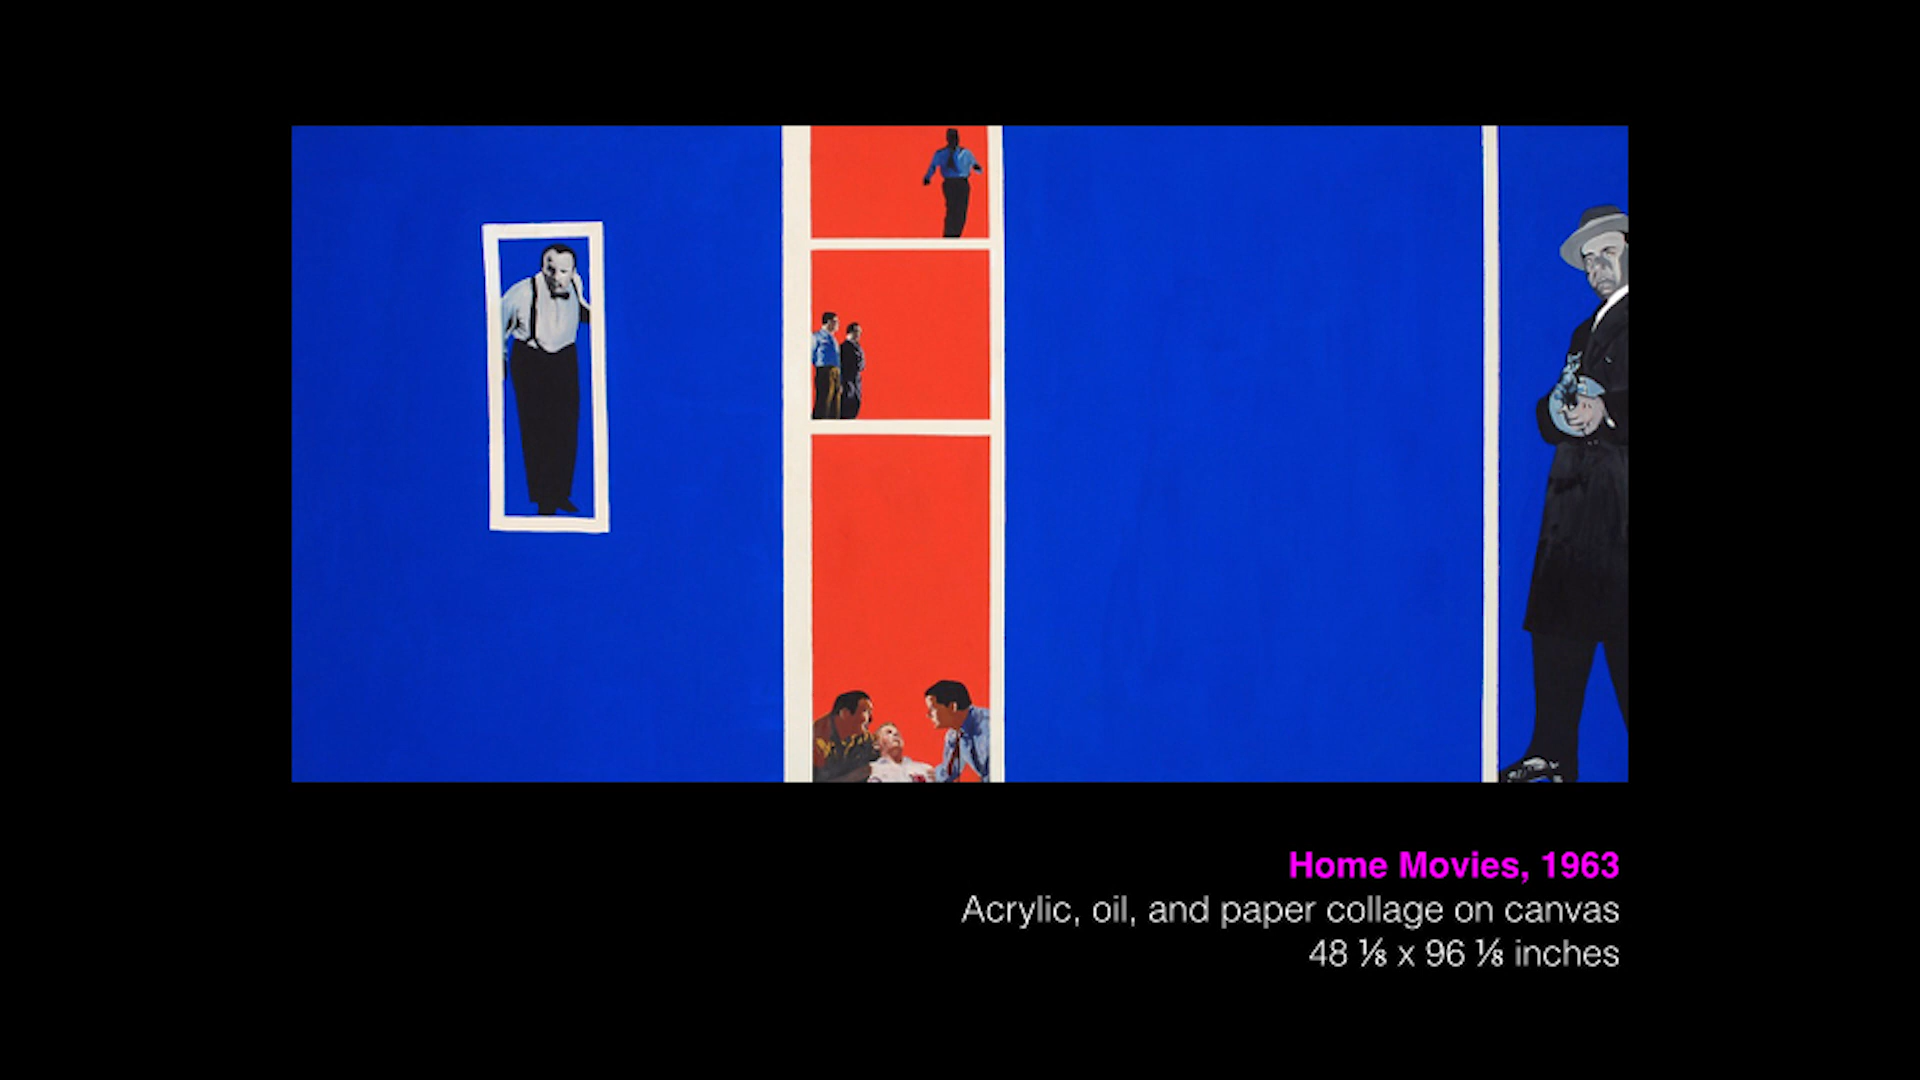 Home Movies, 1963
Acrylic, oil, and paper collage on canvas
48 ⅛ x 96 ⅛ inches